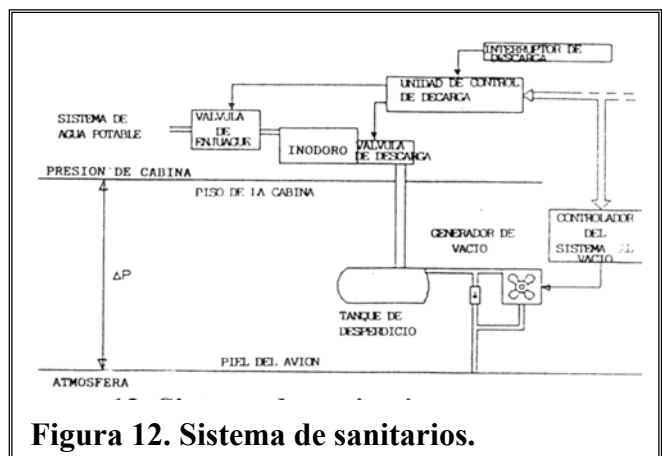 INTERRUPTOR DE
DESCARGA
UNIDAD DE CONTROL
DE DECARGA
SISTEMA DE
AGUA POTABLE
VALVULA
DE
ENJUAGUE
INODORO
VALVULA
DE DESCARGA
PRESION DE CABINA
PISO DE LA CABINA
CONTROLADOR
DEL
SISTEMA AL
VACIO
GENERADOR DE
VACIO
△P
TANQUE DE
DESPERDICIO
PIEL DEL AVION
ATMOSFERA
Figura 12. Sistema de sanitarios.